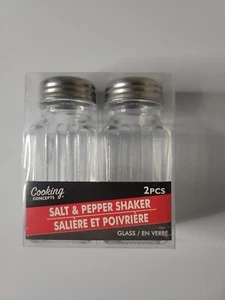 Cooking
CONCEPTS
2PCS
SALT & PEPPER SHAKER
SALIÈRE ET POIVRIÈRE
GLASS / EN VERRE